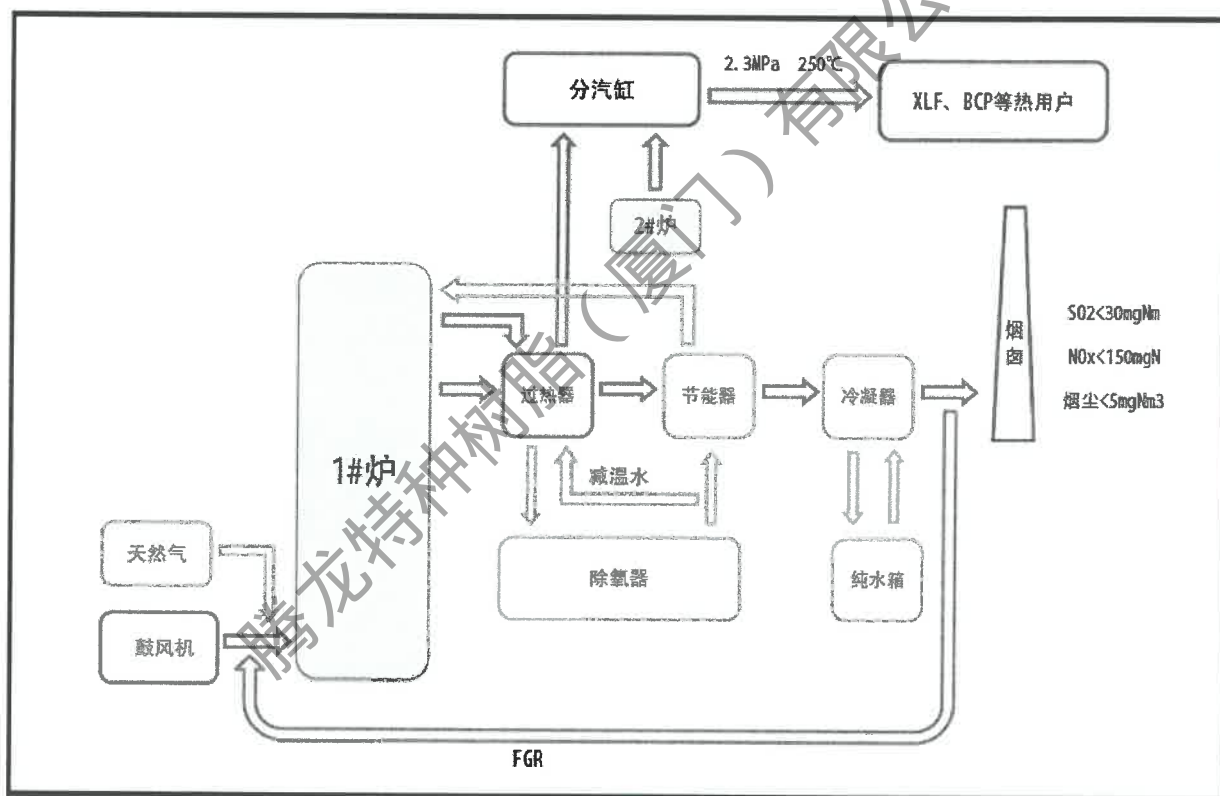 分汽缸
2.3MPa 250℃
XLF、BCP等热用户
2#炉
烟囱
SO2<30mgNm
NOx<150mgN
烟尘<5mgNm3
过热器
节能器
冷凝器
1#炉
减温水
天然气
除氧器
纯水箱
鼓风机
FGR
腾龙特种树脂（厦门）有限公